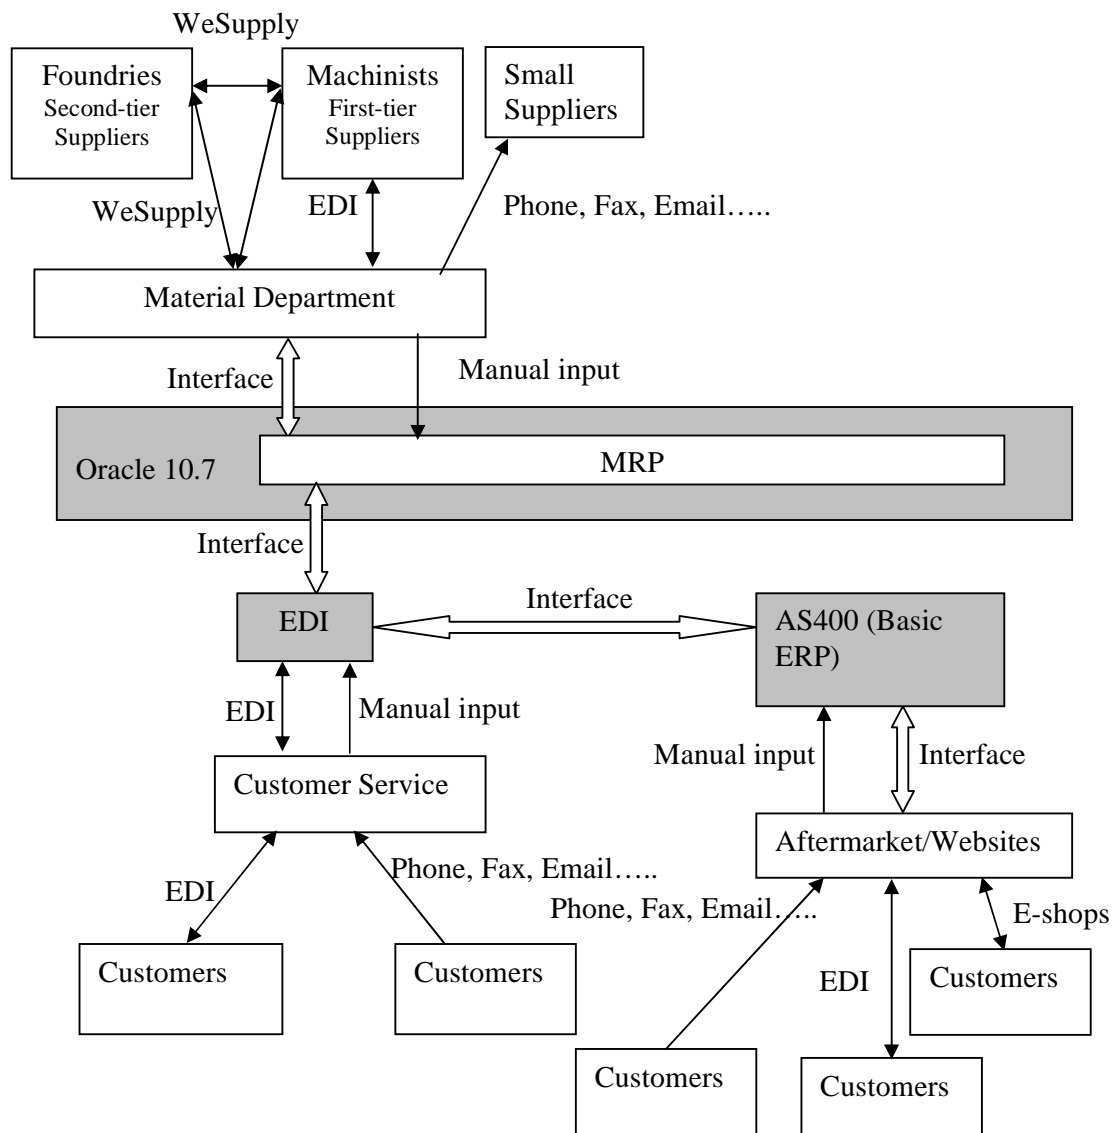 WeSupply
Foundries
Second-tier
Suppliers
Machinists
First-tier
Suppliers
Small
Suppliers
WeSupply
EDI
Phone, Fax, Email…..
Material Department
Interface
Manual input
Oracle 10.7
MRP
Interface
EDI
Interface
AS400 (Basic
ERP)
EDI
Manual input
Manual input
Interface
Customer Service
Aftermarket/Websites
EDI
Phone, Fax, Email…..
Phone, Fax, Email…..
E-shops
Customers
Customers
EDI
Customers
Customers
Customers